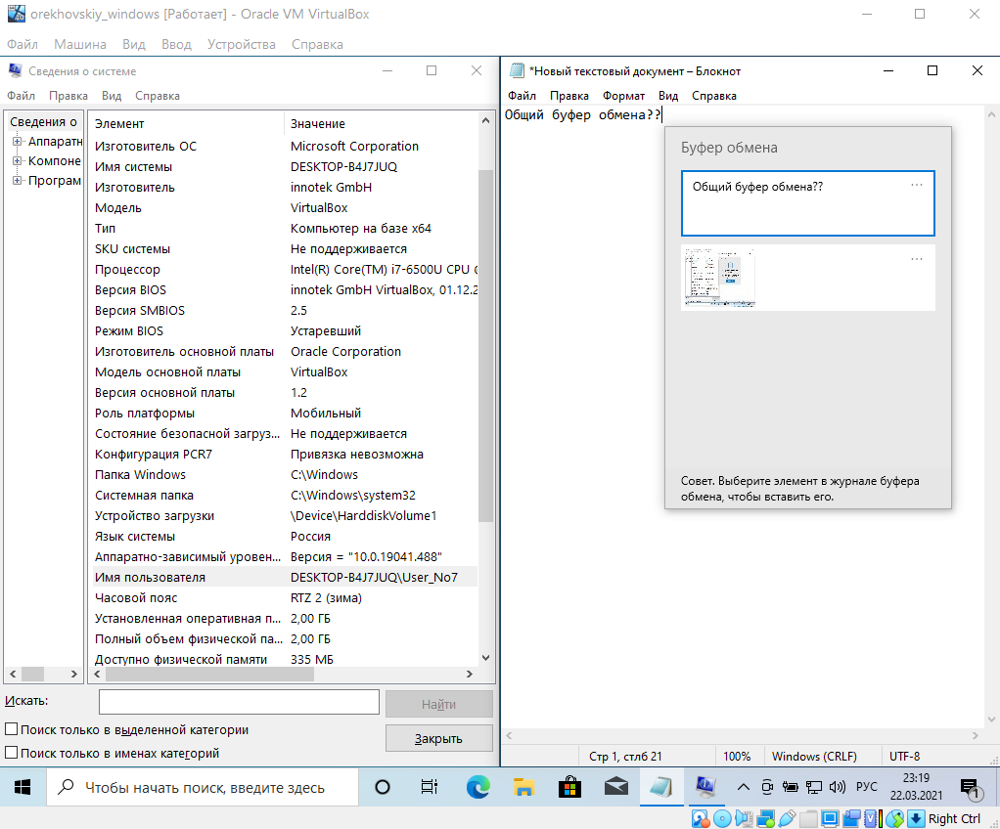 orekhovskiy_windows [Работает] - Oracle VM VirtualBox
Файл Машина Вид Ввод Устройства Справка
Сведения о системе
Файл Правка Вид Справка
Сведения о
Аппаратн
Компоне
Програм
Элемент Значение
Изготовитель ОС Microsoft Corporation
Имя системы DESKTOP-B4J7JUQ
Изготовитель innotek GmbH
Модель VirtualBox
Тип Компьютер на базе x64
SKU системы Не поддерживается
Процессор Intel(R) Core(TM) i7-6500U CPU
Версия BIOS innotek GmbH VirtualBox, 01.12.2
Версия SMBIOS 2.5
Режим BIOS Устаревший
Изготовитель основной платы Oracle Corporation
Модель основной платы VirtualBox
Версия основной платы 1.2
Роль платформы Мобильный
Состояние безопасной загруз... Не поддерживается
Конфигурация PCR7 Привязка невозможна
Папка Windows C:\Windows
Системная папка C:\Windows\system32
Устройство загрузки \Device\HarddiskVolume1
Язык системы Россия
Аппаратно-зависимый уровен... Версия = "10.0.19041.488"
Имя пользователя DESKTOP-B4J7JUQ\User_No7
Часовой пояс RTZ 2 (зима)
Установленная оперативная п... 2,00 ГБ
Полный объем физической па... 2,00 ГБ
Доступно физической памяти 335 МБ
Искать:
Найти
Поиск только в выделенной категории
Закрыть
Поиск только в именах категорий
*Новый текстовый документ – Блокнот
Файл Правка Формат Вид Справка
Общий буфер обмена??
Буфер обмена
Общий буфер обмена??
Совет. Выберите элемент в журнале буфера
обмена, чтобы вставить его.
Стр 1, стлб 21 100% Windows (CRLF) UTF-8
Чтобы начать поиск, введите здесь
РУС
23:19
22.03.2021
1
Right Ctrl